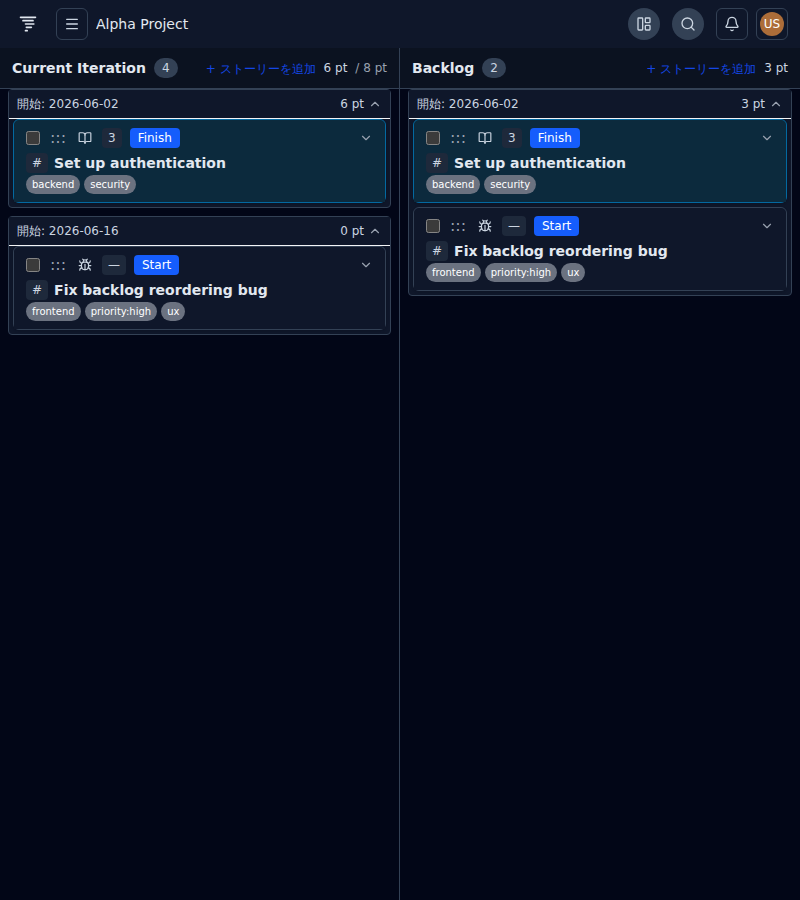 Alpha Project
US
Current Iteration 4 + ストーリーを追加 6 pt / 8 pt
開始: 2026-06-02 6 pt
3 Finish
# Set up authentication
backend security
開始: 2026-06-16 0 pt
— Start
# Fix backlog reordering bug
frontend priority:high ux
Backlog 2 + ストーリーを追加 3 pt
開始: 2026-06-02 3 pt
3 Finish
# Set up authentication
backend security
— Start
# Fix backlog reordering bug
frontend priority:high ux